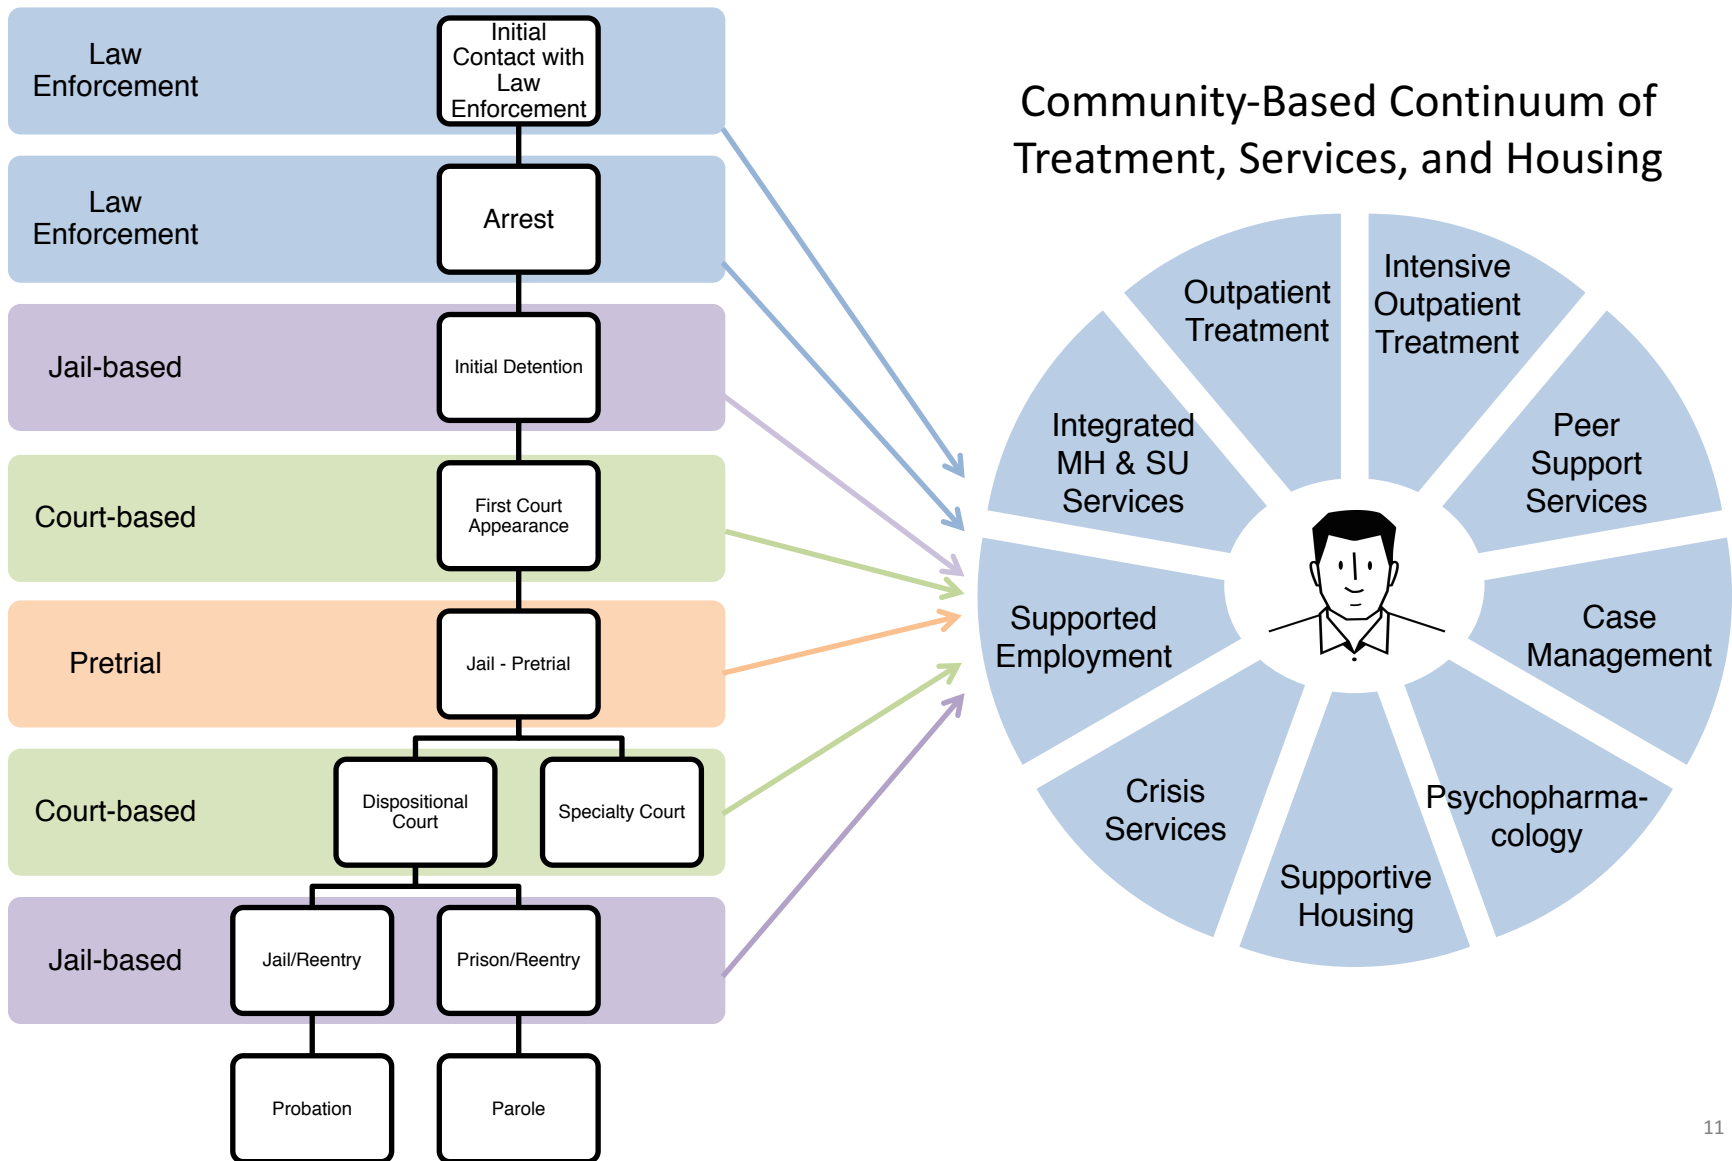 Law
Enforcement
Initial
Contact with
Law
Enforcement
Law
Enforcement
Arrest
Jail-based
Initial Detention
Court-based
First Court
Appearance
Pretrial
Jail - Pretrial
Court-based
Dispositional
Court
Specialty Court
Jail-based
Jail/Reentry
Prison/Reentry
Probation
Parole
Community-Based Continuum of
Treatment, Services, and Housing
Outpatient
Treatment
Intensive
Outpatient
Treatment
Peer
Support
Services
Case
Management
Psychopharma-
cology
Supportive
Housing
Crisis
Services
Supported
Employment
Integrated
MH & SU
Services
11